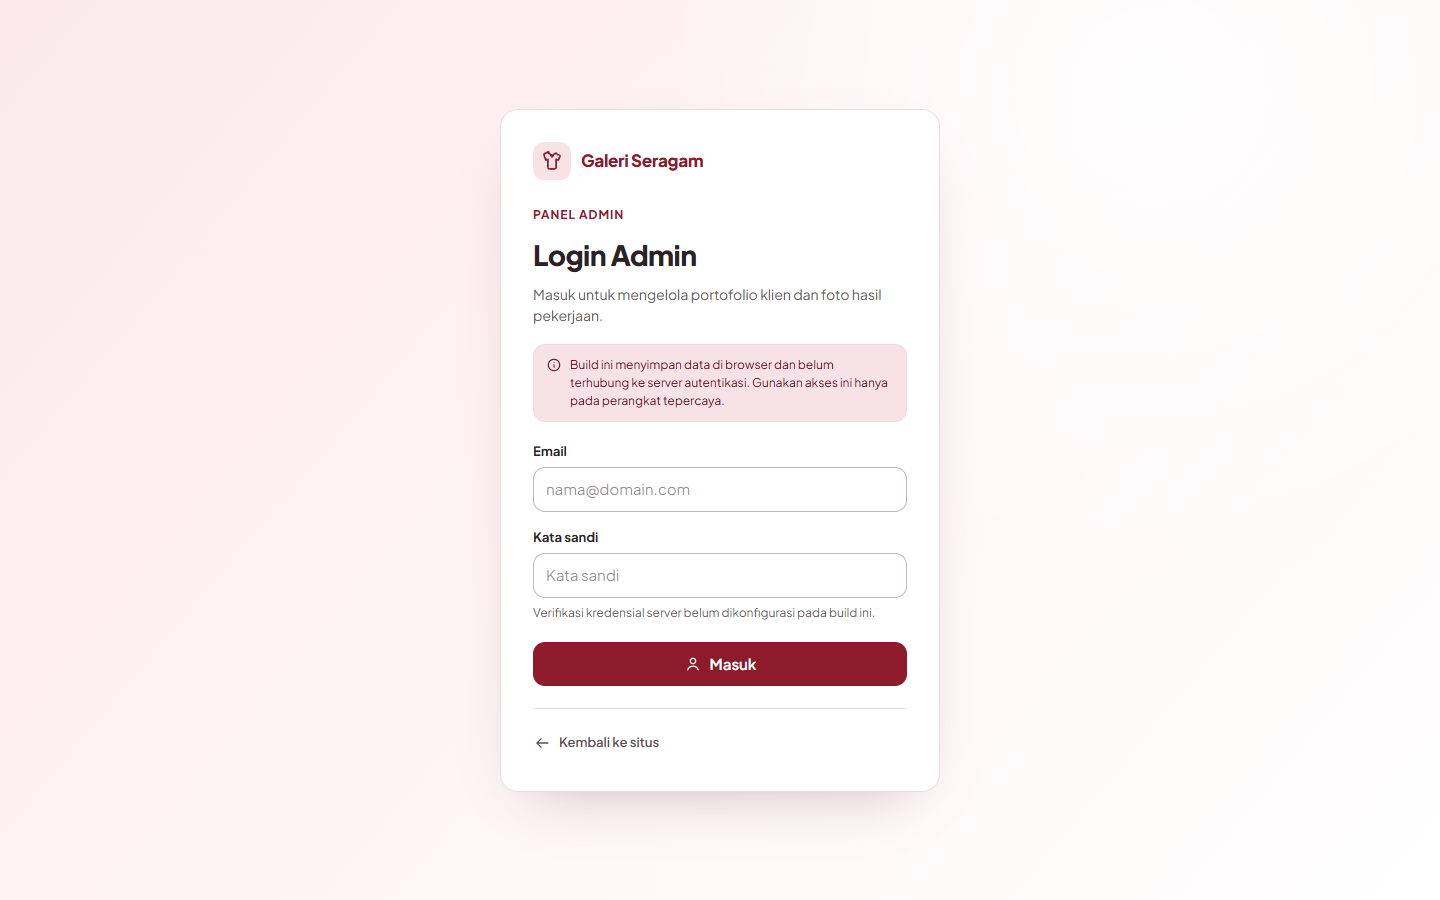 Galeri Seragam
PANEL ADMIN
Login Admin
Masuk untuk mengelola portofolio klien dan foto hasil
pekerjaan.
Build ini menyimpan data di browser dan belum
terhubung ke server autentikasi. Gunakan akses ini hanya
pada perangkat tepercaya.
Email
nama@domain.com
Kata sandi
Kata sandi
Verifikasi kredensial server belum dikonfigurasi pada build ini.
Masuk
Kembali ke situs